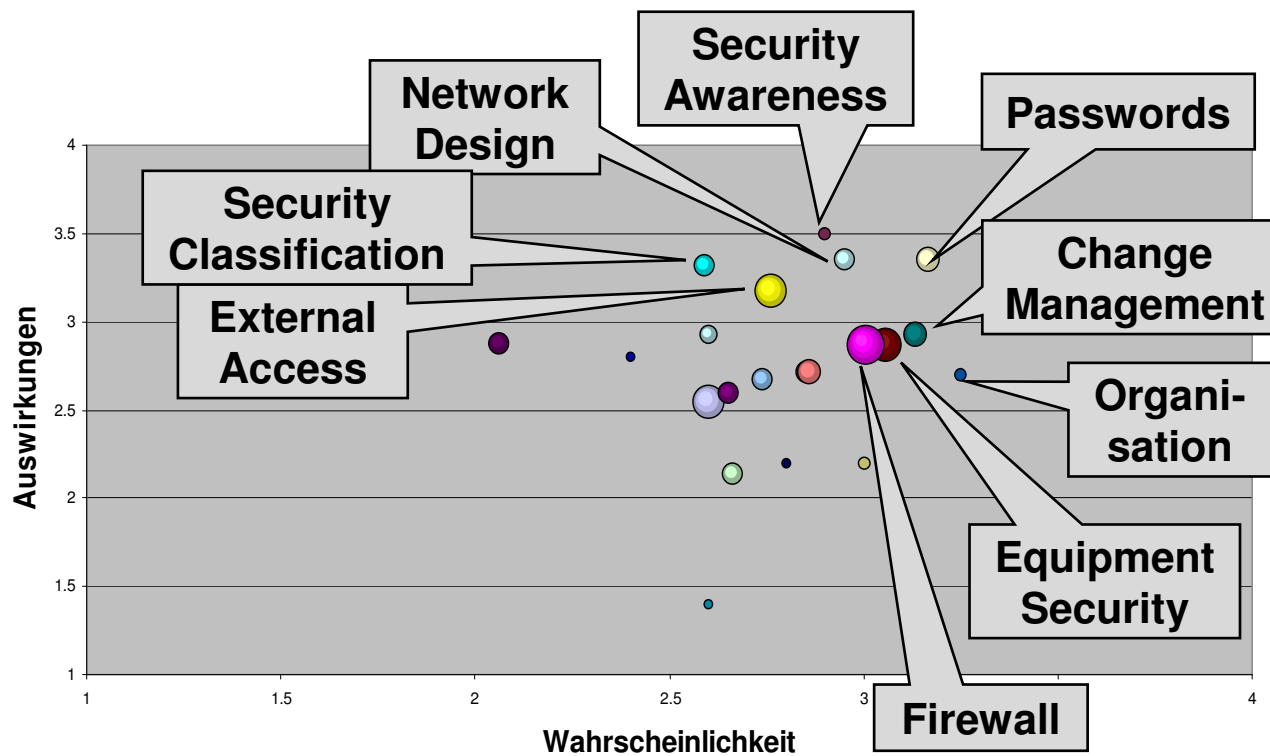 Security
Awareness
Network
Design
Passwords
Security
Classification
Change
Management
External
Access
Organi-
sation
Equipment
Security
Firewall
Auswirkungen
4
3.5
3
2.5
2
1.5
1
1
1.5
2
2.5
3
4
Wahrscheinlichkeit